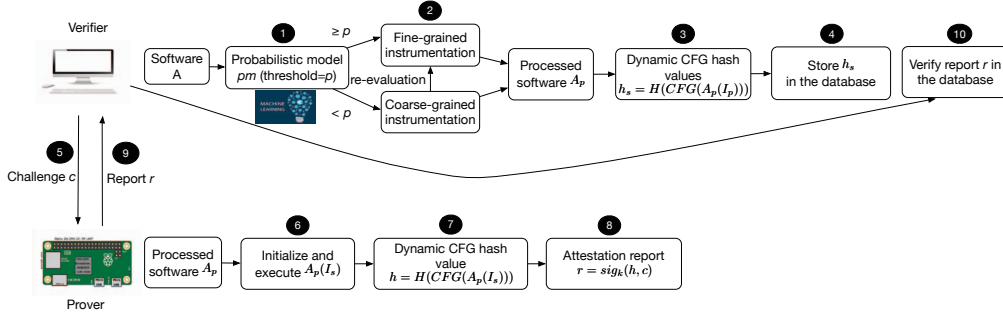 Verifier
Software
A
1
Probabilistic model
pm (threshold=p)
MACHINE
LEARNING
≥ p
< p
re-evaluation
2
Fine-grained
instrumentation
Coarse-grained
instrumentation
Processed
software A_p
3
Dynamic CFG hash
values
h_s = H(CFG(A_p(I_p)))
4
Store h_s
in the database
10
Verify report r in
the database
5
Challenge c
9
Report r
Prover
Processed
software A_p
6
Initialize and
execute A_p(I_s)
7
Dynamic CFG hash
value
h = H(CFG(A_p(I_s)))
8
Attestation report
r = sig_k(h, c)